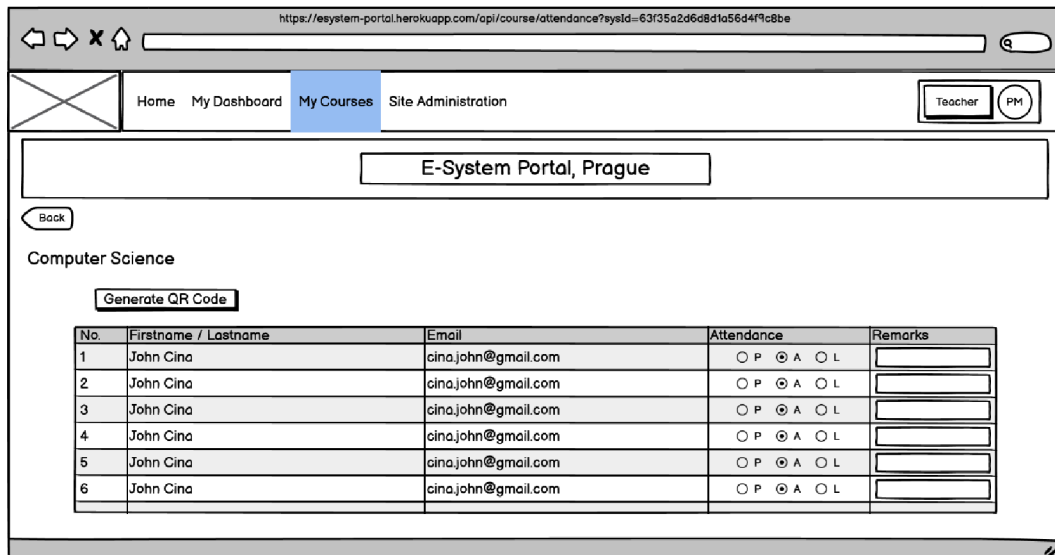 https://esystem-portal.herokuapp.com/api/course/attendance?sysId=63f35a2d6d8d1a56d4f9c8be
Home My Dashboard My Courses Site Administration Teacher PM
E-System Portal, Prague
Back
Computer Science
Generate QR Code
No. Firstname / Lastname Email Attendance Remarks
1 John Cina cina.john@gmail.com P A L
2 John Cina cina.john@gmail.com P A L
3 John Cina cina.john@gmail.com P A L
4 John Cina cina.john@gmail.com P A L
5 John Cina cina.john@gmail.com P A L
6 John Cina cina.john@gmail.com P A L